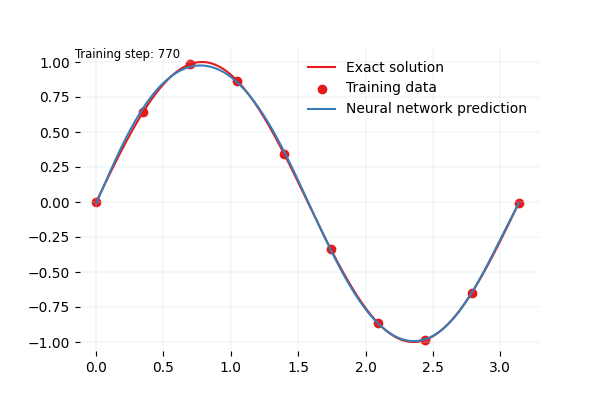 Training step: 770
Exact solution
Training data
Neural network prediction
1.00
0.75
0.50
0.25
0.00
−0.25
−0.50
−0.75
−1.00
0.0 0.5 1.0 1.5 2.0 2.5 3.0